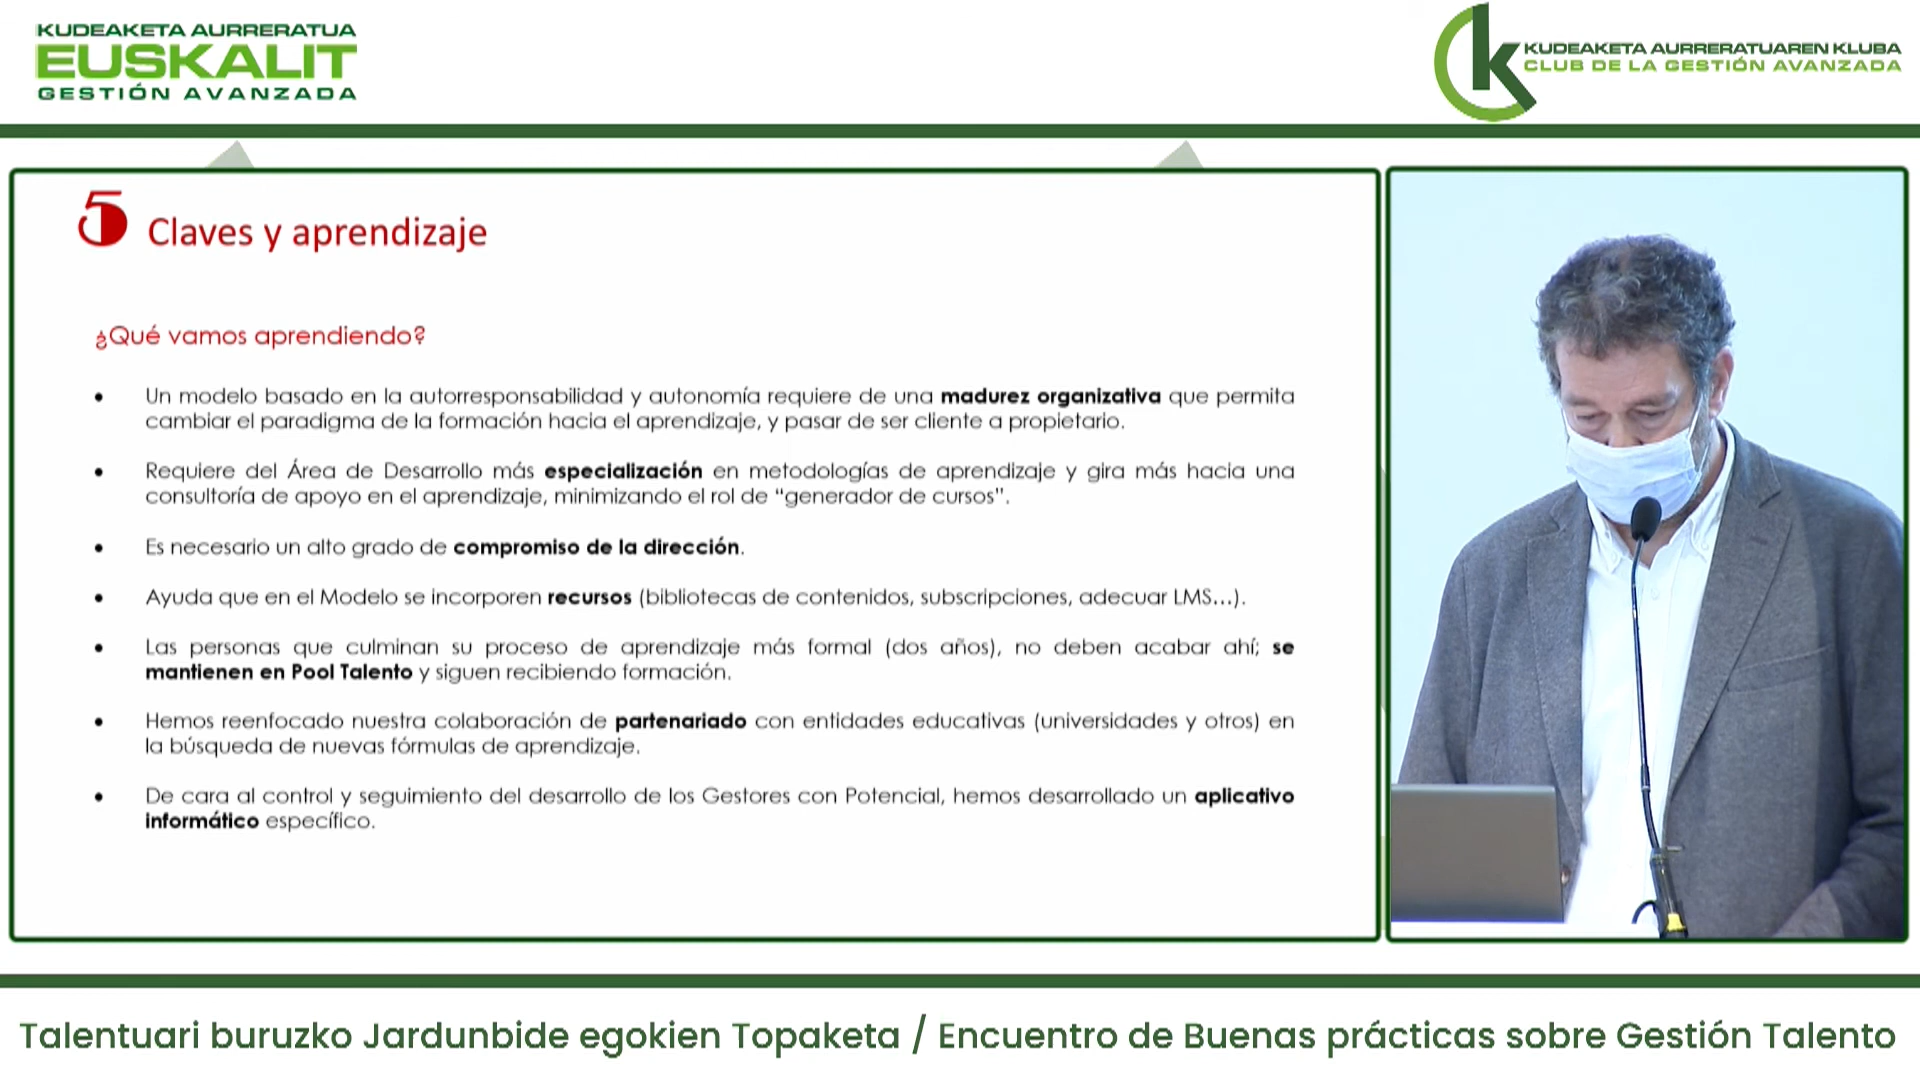 KUDEAKETA AURRERATUA
EUSKALIT
GESTIÓN AVANZADA
k
KUDEAKETA AURRERATUAREN KLUBA
CLUB DE LA GESTIÓN AVANZADA
5 Claves y aprendizaje
¿Qué vamos aprendiendo?
• Un modelo basado en la autorresponsabilidad y autonomía requiere de una madurez organizativa que permita
cambiar el paradigma de la formación hacia el aprendizaje, y pasar de ser cliente a propietario.
• Requiere del Área de Desarrollo más especialización en metodologías de aprendizaje y gira más hacia una
consultoría de apoyo en el aprendizaje, minimizando el rol de “generador de cursos”.
• Es necesario un alto grado de compromiso de la dirección.
• Ayuda que en el Modelo se incorporen recursos (bibliotecas de contenidos, subscripciones, adecuar LMS...).
• Las personas que culminan su proceso de aprendizaje más formal (dos años), no deben acabar ahí; se
mantienen en Pool Talento y siguen recibiendo formación.
• Hemos reenfocado nuestra colaboración de partenariado con entidades educativas (universidades y otros) en
la búsqueda de nuevas fórmulas de aprendizaje.
• De cara al control y seguimiento del desarrollo de los Gestores con Potencial, hemos desarrollado un aplicativo
informático específico.
Talentuari buruzko Jardunbide egokien Topaketa / Encuentro de Buenas prácticas sobre Gestión Talento